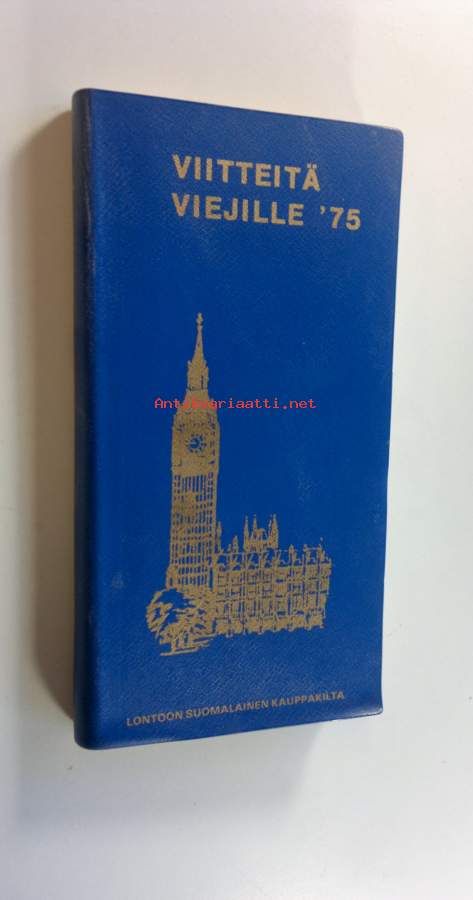 VIITTEITÄ
VIEJILLE '75
Antikvariaatti.net
LONTOON SUOMALAINEN KAUPPAKILTA